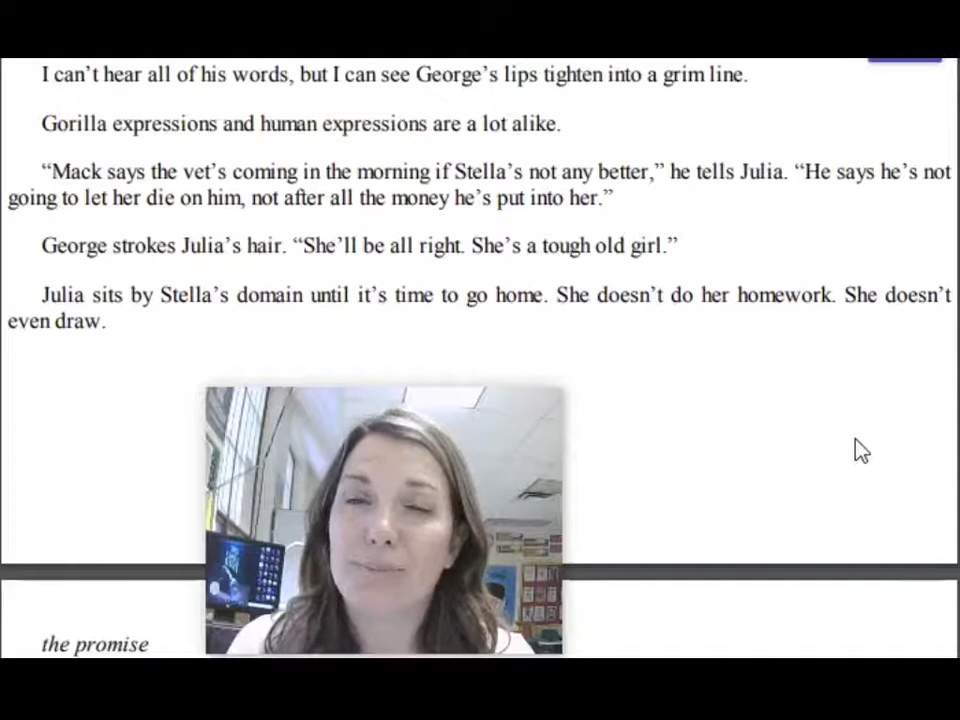 I can’t hear all of his words, but I can see George’s lips tighten into a grim line.
Gorilla expressions and human expressions are a lot alike.
“Mack says the vet’s coming in the morning if Stella’s not any better,” he tells Julia. “He says he’s not
going to let her die on him, not after all the money he’s put into her.”
George strokes Julia’s hair. “She’ll be all right. She’s a tough old girl.”
Julia sits by Stella’s domain until it’s time to go home. She doesn’t do her homework. She doesn’t
even draw.
the promise